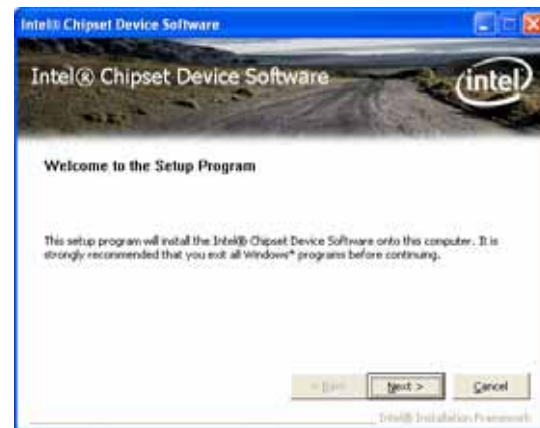 Intel® Chipset Device Software
Intel® Chipset Device Software
intel
Welcome to the Setup Program
This setup program will install the Intel® Chipset Device Software onto this computer. It is
strongly recommended that you exit all Windows* programs before continuing.
< Back
Next >
Cancel
Intel® Installation Framework